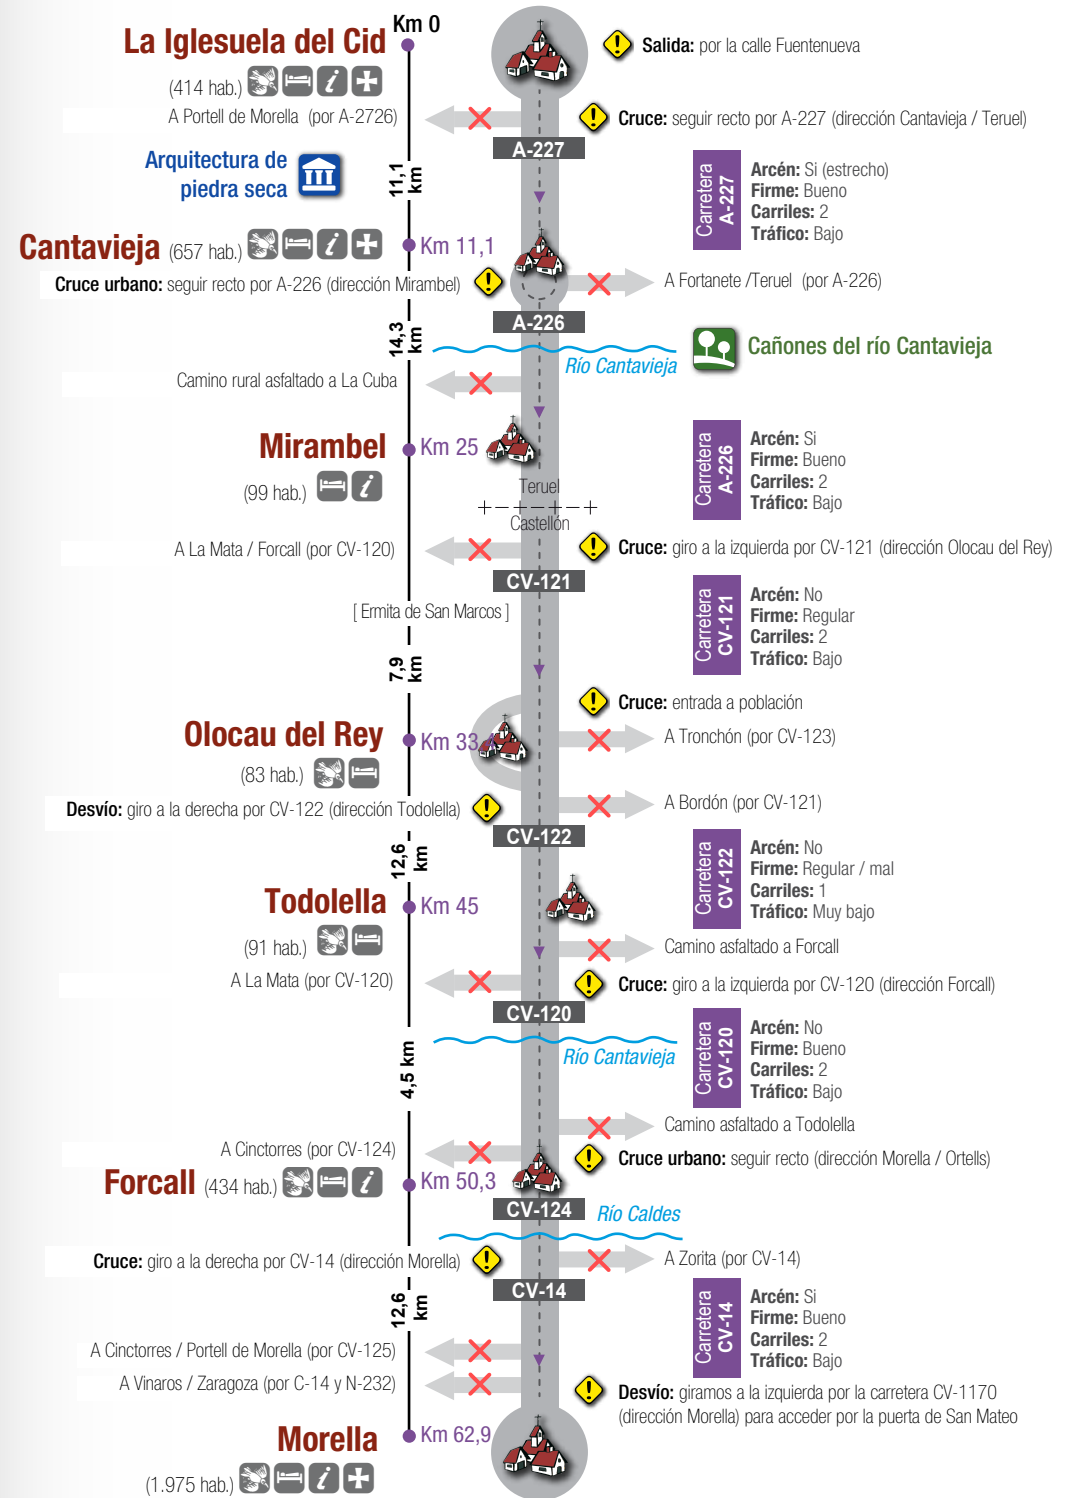 Km 0
La Iglesuela del Cid
Salida: por la calle Fuentenueva
(414 hab.)
A Portell de Morella (por A-2726)
Cruce: seguir recto por A-227 (dirección Cantavieja / Teruel)
A-227
Arquitectura de
piedra seca
11,1
km
Carretera
A-227
Arcén: Si (estrecho)
Firme: Bueno
Carriles: 2
Tráfico: Bajo
Cantavieja (657 hab.)
Km 11,1
Cruce urbano: seguir recto por A-226 (dirección Mirambel)
A Fortanete /Teruel (por A-226)
A-226
14,3
km
Río Cantavieja
Cañones del río Cantavieja
Camino rural asfaltado a La Cuba
Mirambel
Km 25
(99 hab.)
Carretera
A-226
Arcén: Si
Firme: Bueno
Carriles: 2
Tráfico: Bajo
Teruel
Castellón
A La Mata / Forcall (por CV-120)
Cruce: giro a la izquierda por CV-121 (dirección Olocau del Rey)
CV-121
[ Ermita de San Marcos ]
Carretera
CV-121
Arcén: No
Firme: Regular
Carriles: 2
Tráfico: Bajo
7,9
km
Cruce: entrada a población
Olocau del Rey
Km 33,4
A Tronchón (por CV-123)
(83 hab.)
Desvío: giro a la derecha por CV-122 (dirección Todolella)
A Bordón (por CV-121)
CV-122
12,6
km
Carretera
CV-122
Arcén: No
Firme: Regular / mal
Carriles: 1
Tráfico: Muy bajo
Todolella
Km 45
(91 hab.)
Camino asfaltado a Forcall
A La Mata (por CV-120)
Cruce: giro a la izquierda por CV-120 (dirección Forcall)
CV-120
4,5 km
Río Cantavieja
Carretera
CV-120
Arcén: No
Firme: Bueno
Carriles: 2
Tráfico: Bajo
Camino asfaltado a Todolella
A Cinctorres (por CV-124)
Cruce urbano: seguir recto (dirección Morella / Ortells)
Forcall (434 hab.)
Km 50,3
CV-124
Río Caldes
Cruce: giro a la derecha por CV-14 (dirección Morella)
A Zorita (por CV-14)
CV-14
12,6
km
Carretera
CV-14
Arcén: Si
Firme: Bueno
Carriles: 2
Tráfico: Bajo
A Cinctorres / Portell de Morella (por CV-125)
A Vinaros / Zaragoza (por C-14 y N-232)
Desvío: giramos a la izquierda por la carretera CV-1170
(dirección Morella) para acceder por la puerta de San Mateo
Morella
Km 62,9
(1.975 hab.)